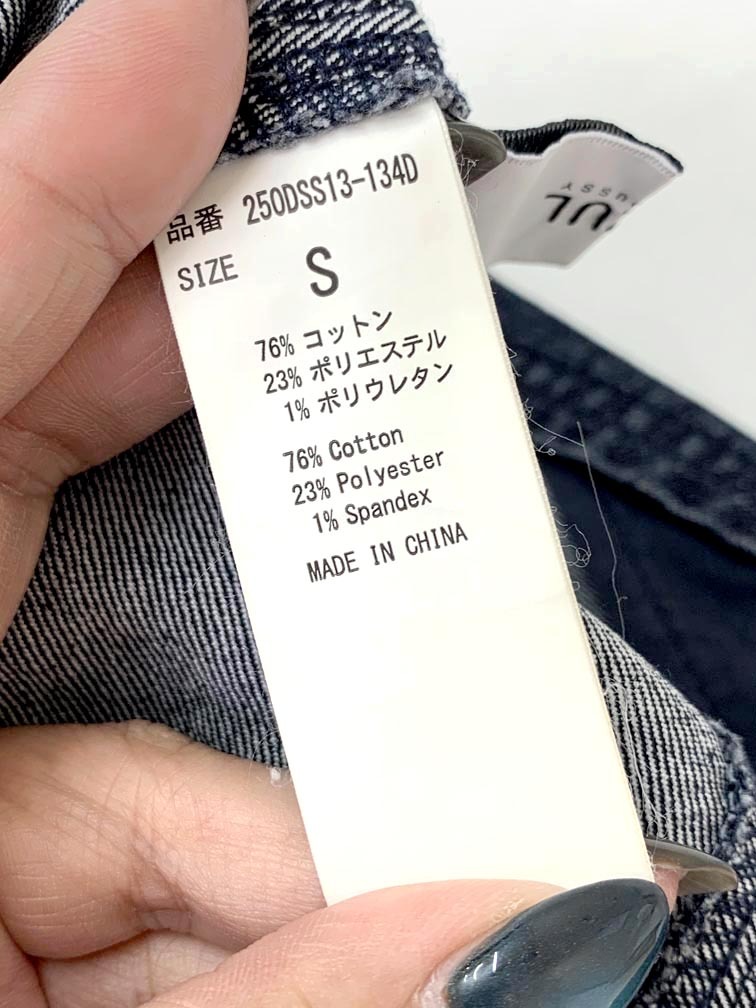 品番 250DSS13-134D
SIZE S
76% コットン
23% ポリエステル
1% ポリウレタン
76% Cotton
23% Polyester
1% Spandex
MADE IN CHINA